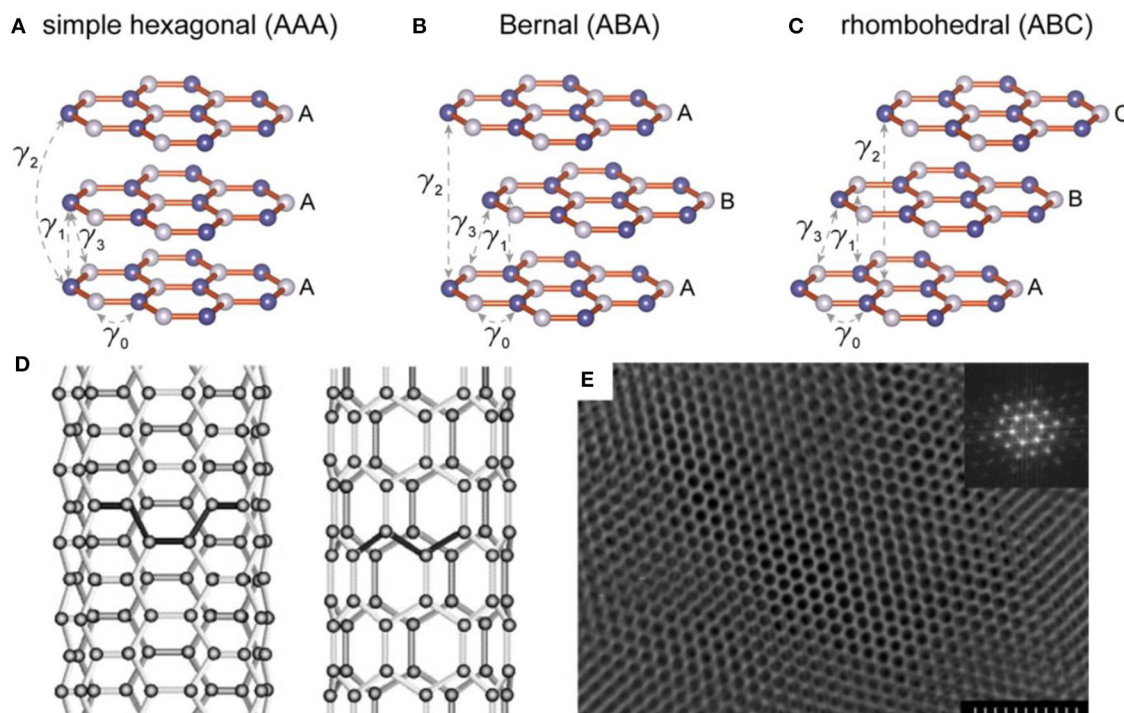 A simple hexagonal (AAA)
B Bernal (ABA)
C rhombohedral (ABC)
A
A
C
γ2
γ2
γ2
A
B
B
γ1
γ3
γ3
γ1
γ3
γ1
A
A
A
γ0
γ0
γ0
D
E